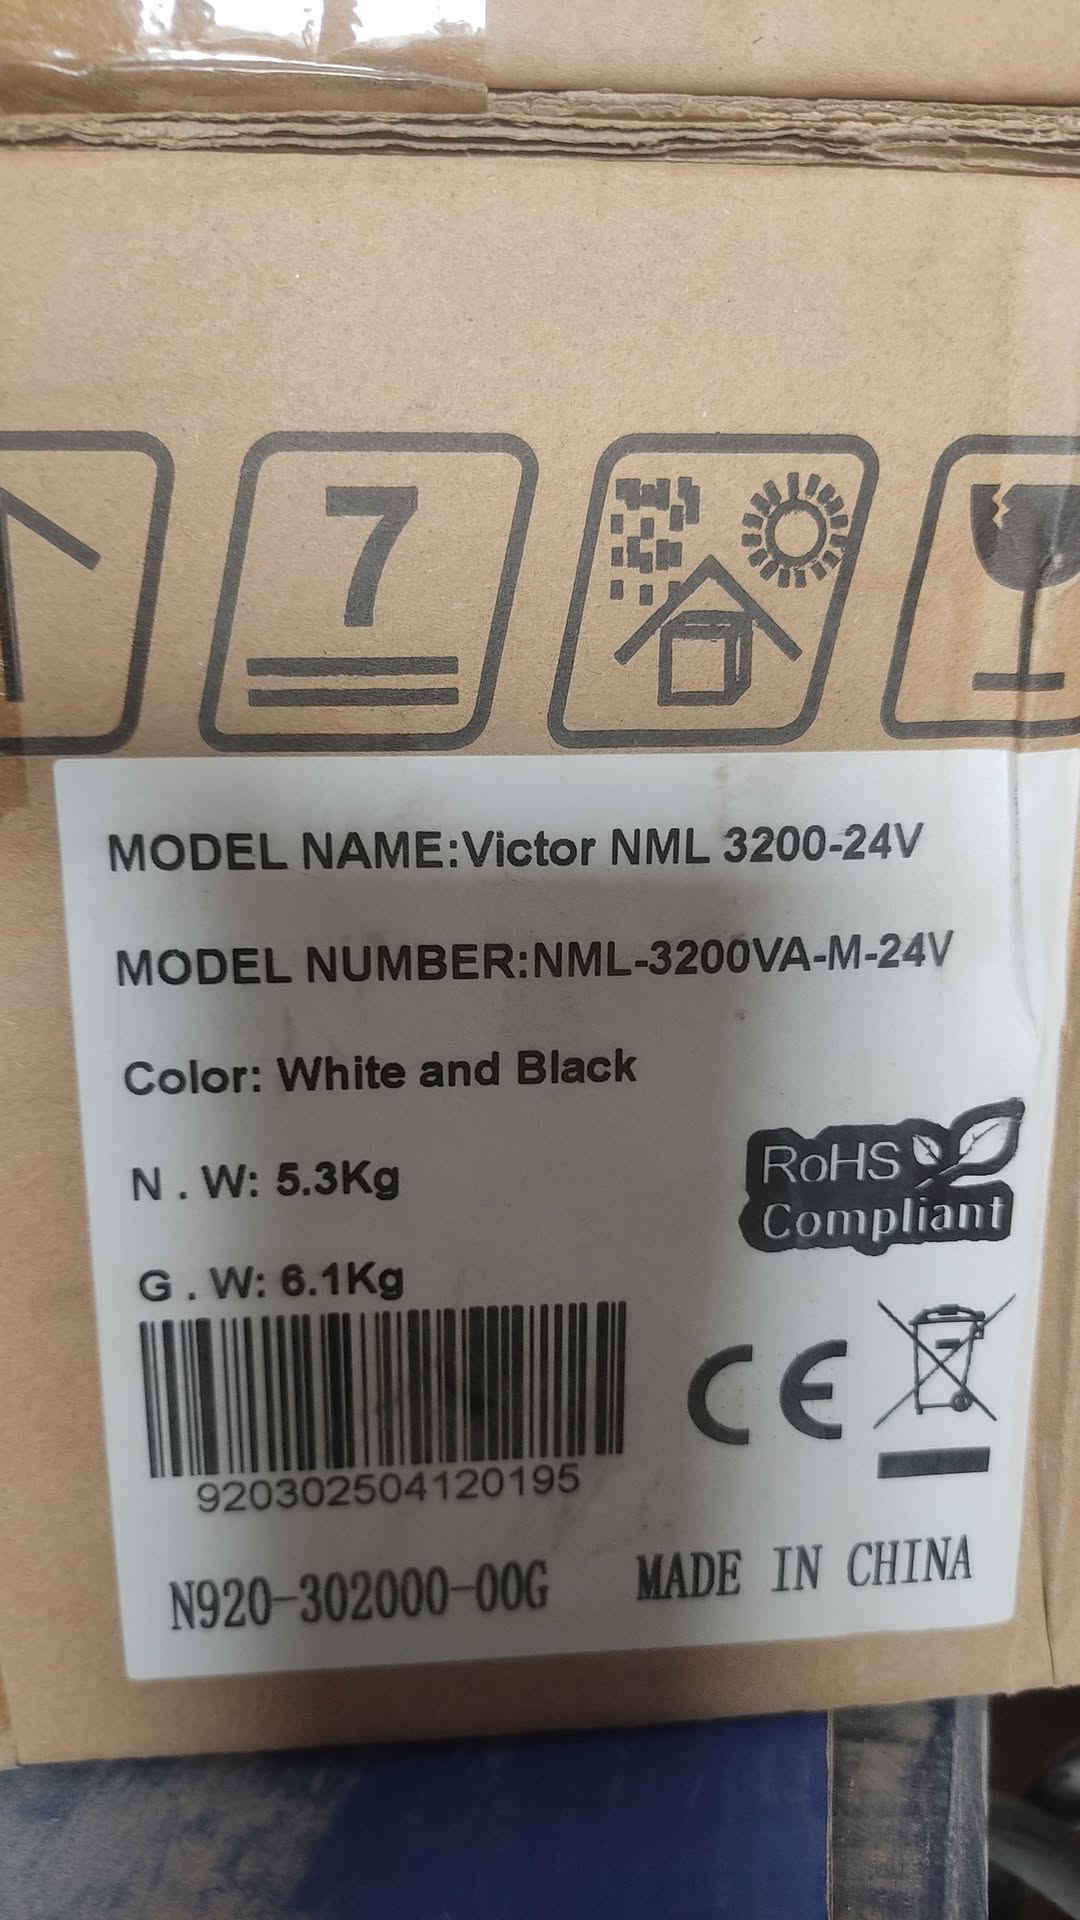 7
MODEL NAME:Victor NML 3200-24V
MODEL NUMBER:NML-3200VA-M-24V
Color: White and Black
N . W: 5.3Kg
G . W: 6.1Kg
RoHS
Compliant
CE
920302504120195
N920-302000-00G
MADE IN CHINA